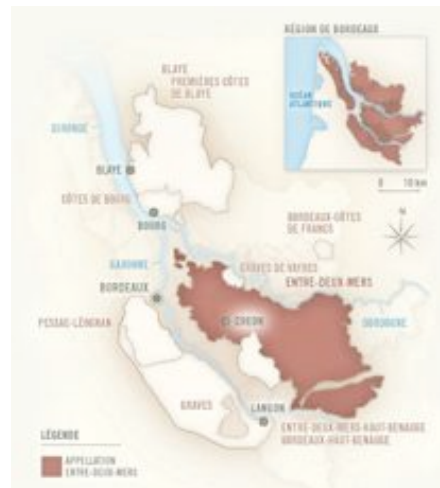 RÉGION DE BORDEAUX
OCÉAN
ATLANTIQUE
0 10 km
N
BLAYE
PREMIÈRES CÔTES
DE BLAYE
GIRONDE
BLAYE
CÔTES DE BOURG
BOURG
BORDEAUX-CÔTES
DE FRANCS
GARONNE
GRAVES DE VAYRES
ENTRE-DEUX-MERS
BORDEAUX
CRÉON
DORDOGNE
PESSAC-LÉOGNAN
GRAVES
LANGON
ENTRE-DEUX-MERS-HAUT-BENAUGE
BORDEAUX-HAUT-BENAUGE
LÉGENDE
APPELLATION
ENTRE-DEUX-MERS